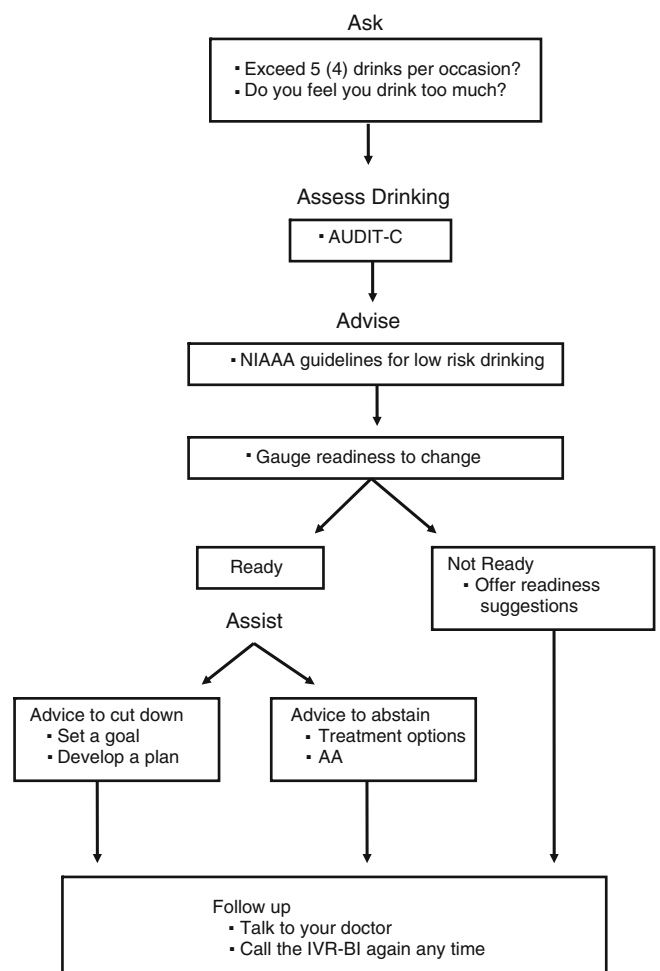 Ask
▪ Exceed 5 (4) drinks per occasion?
▪ Do you feel you drink too much?
Assess Drinking
▪ AUDIT-C
Advise
▪ NIAAA guidelines for low risk drinking
▪ Gauge readiness to change
Ready
Not Ready
▪ Offer readiness
suggestions
Assist
Advice to cut down
▪ Set a goal
▪ Develop a plan
Advice to abstain
▪ Treatment options
▪ AA
Follow up
▪ Talk to your doctor
▪ Call the IVR-BI again any time